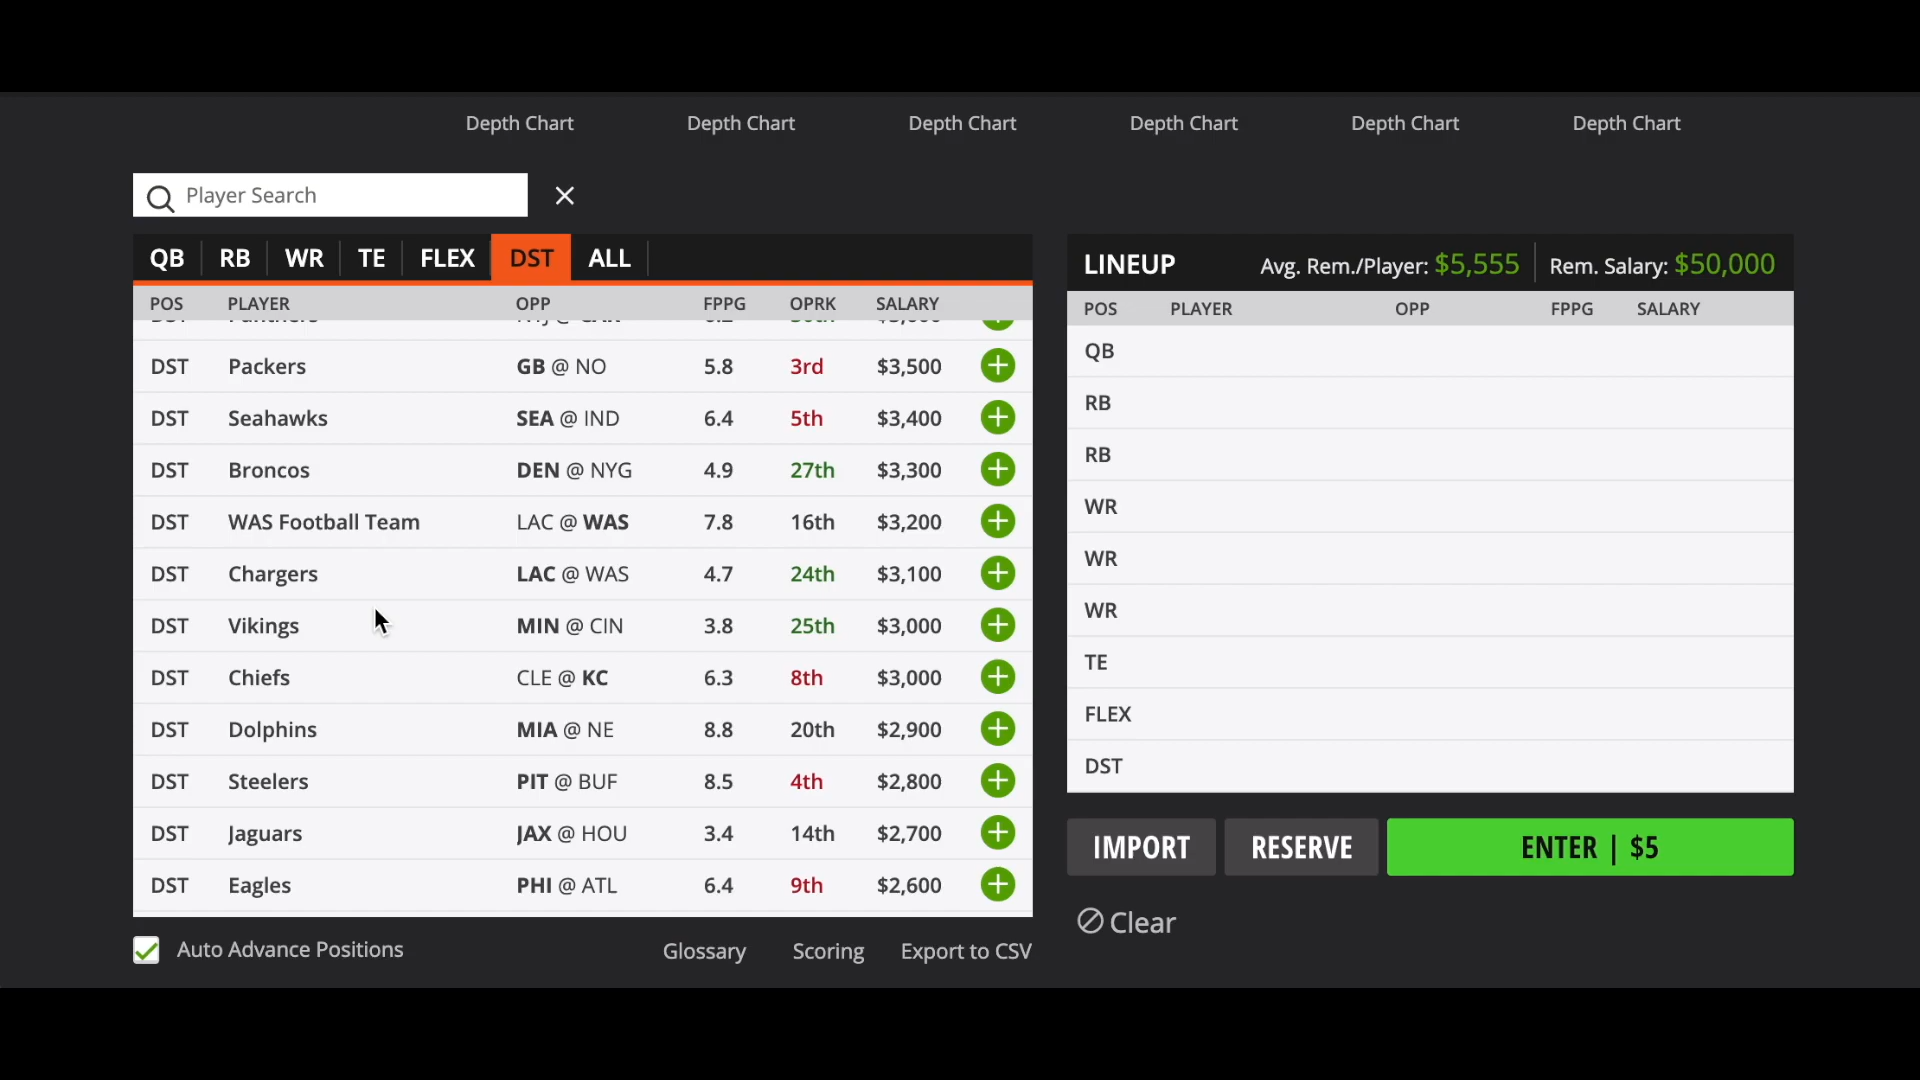 Depth Chart Depth Chart Depth Chart Depth Chart Depth Chart Depth Chart
Player Search
QB RB WR TE FLEX DST ALL
POS PLAYER OPP FPPG OPRK SALARY
DST Packers GB @ NO 5.8 3rd $3,500
DST Seahawks SEA @ IND 6.4 5th $3,400
DST Broncos DEN @ NYG 4.9 27th $3,300
DST WAS Football Team LAC @ WAS 7.8 16th $3,200
DST Chargers LAC @ WAS 4.7 24th $3,100
DST Vikings MIN @ CIN 3.8 25th $3,000
DST Chiefs CLE @ KC 6.3 8th $3,000
DST Dolphins MIA @ NE 8.8 20th $2,900
DST Steelers PIT @ BUF 8.5 4th $2,800
DST Jaguars JAX @ HOU 3.4 14th $2,700
DST Eagles PHI @ ATL 6.4 9th $2,600
Auto Advance Positions Glossary Scoring Export to CSV
LINEUP Avg. Rem./Player: $5,555 Rem. Salary: $50,000
POS PLAYER OPP FPPG SALARY
QB
RB
RB
WR
WR
WR
TE
FLEX
DST
IMPORT RESERVE ENTER | $5
Clear